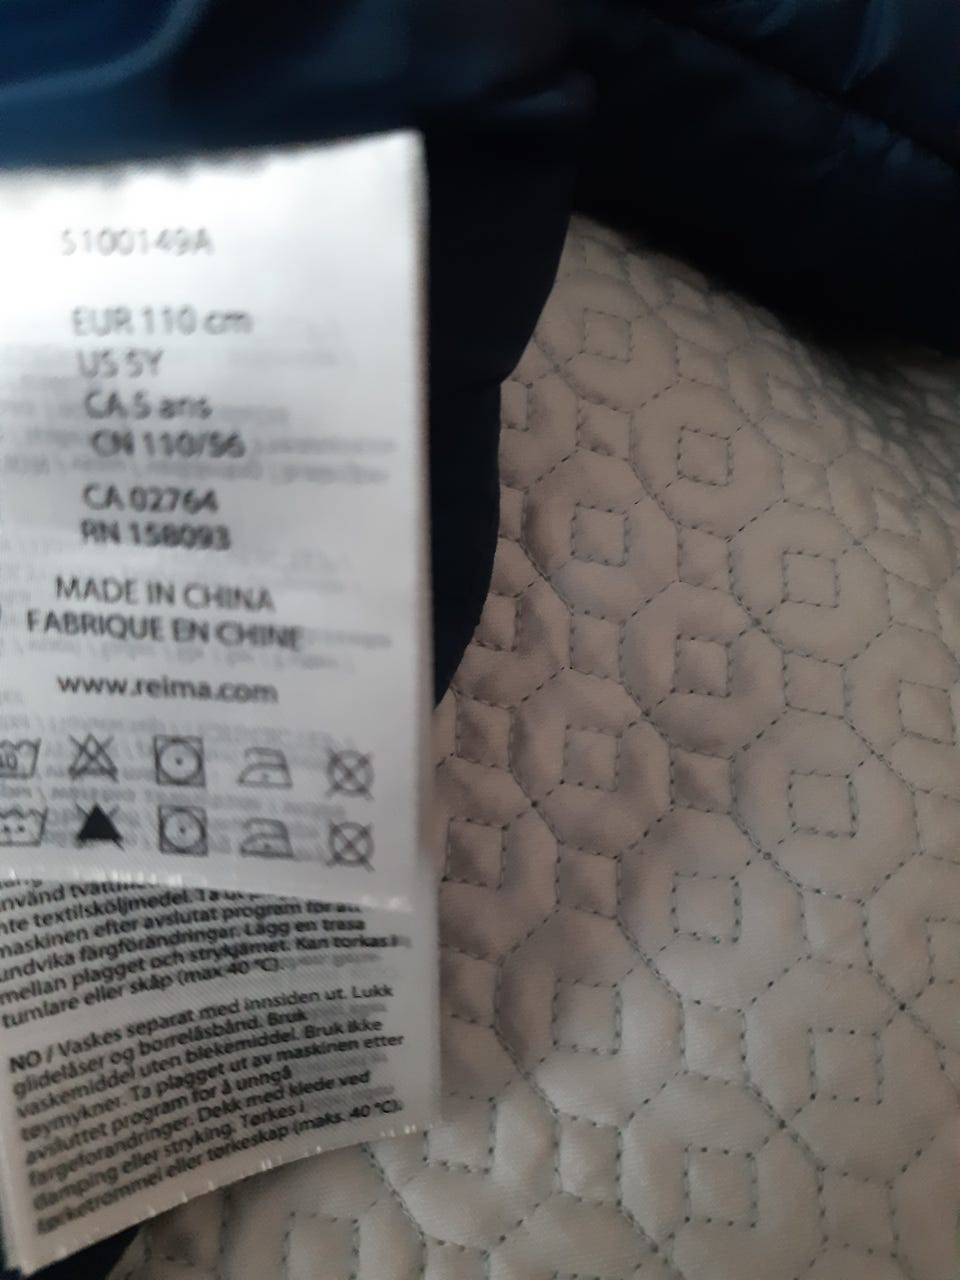 5100149A
EUR 110 cm
US 5Y
CA 5 ans
CN 110/56
CA 02764
RN 158093
MADE IN CHINA
FABRIQUE EN CHINE
www.reima.com
nte textilsköljmedel. Ta ur
maskinen efter avslutat program för att
undvika färgförändringar. Lägg en trasa
mellan plagget och strykjärnet. Kan torkas i
tumlare eller skåp (max 40 °C).
NO / Vaskes separat med innsiden ut. Lukk
glidelåser og borrelåsbånd. Bruk
vaskemiddel uten blekemiddel. Bruk ikke
tøymykner. Ta plagget ut av maskinen etter
avsluttet program for å unngå
fargeforandringer. Dekk med klede ved
damping eller stryking. Tørkes i
tørketrommel eller tørkeskap (maks. 40 °C).